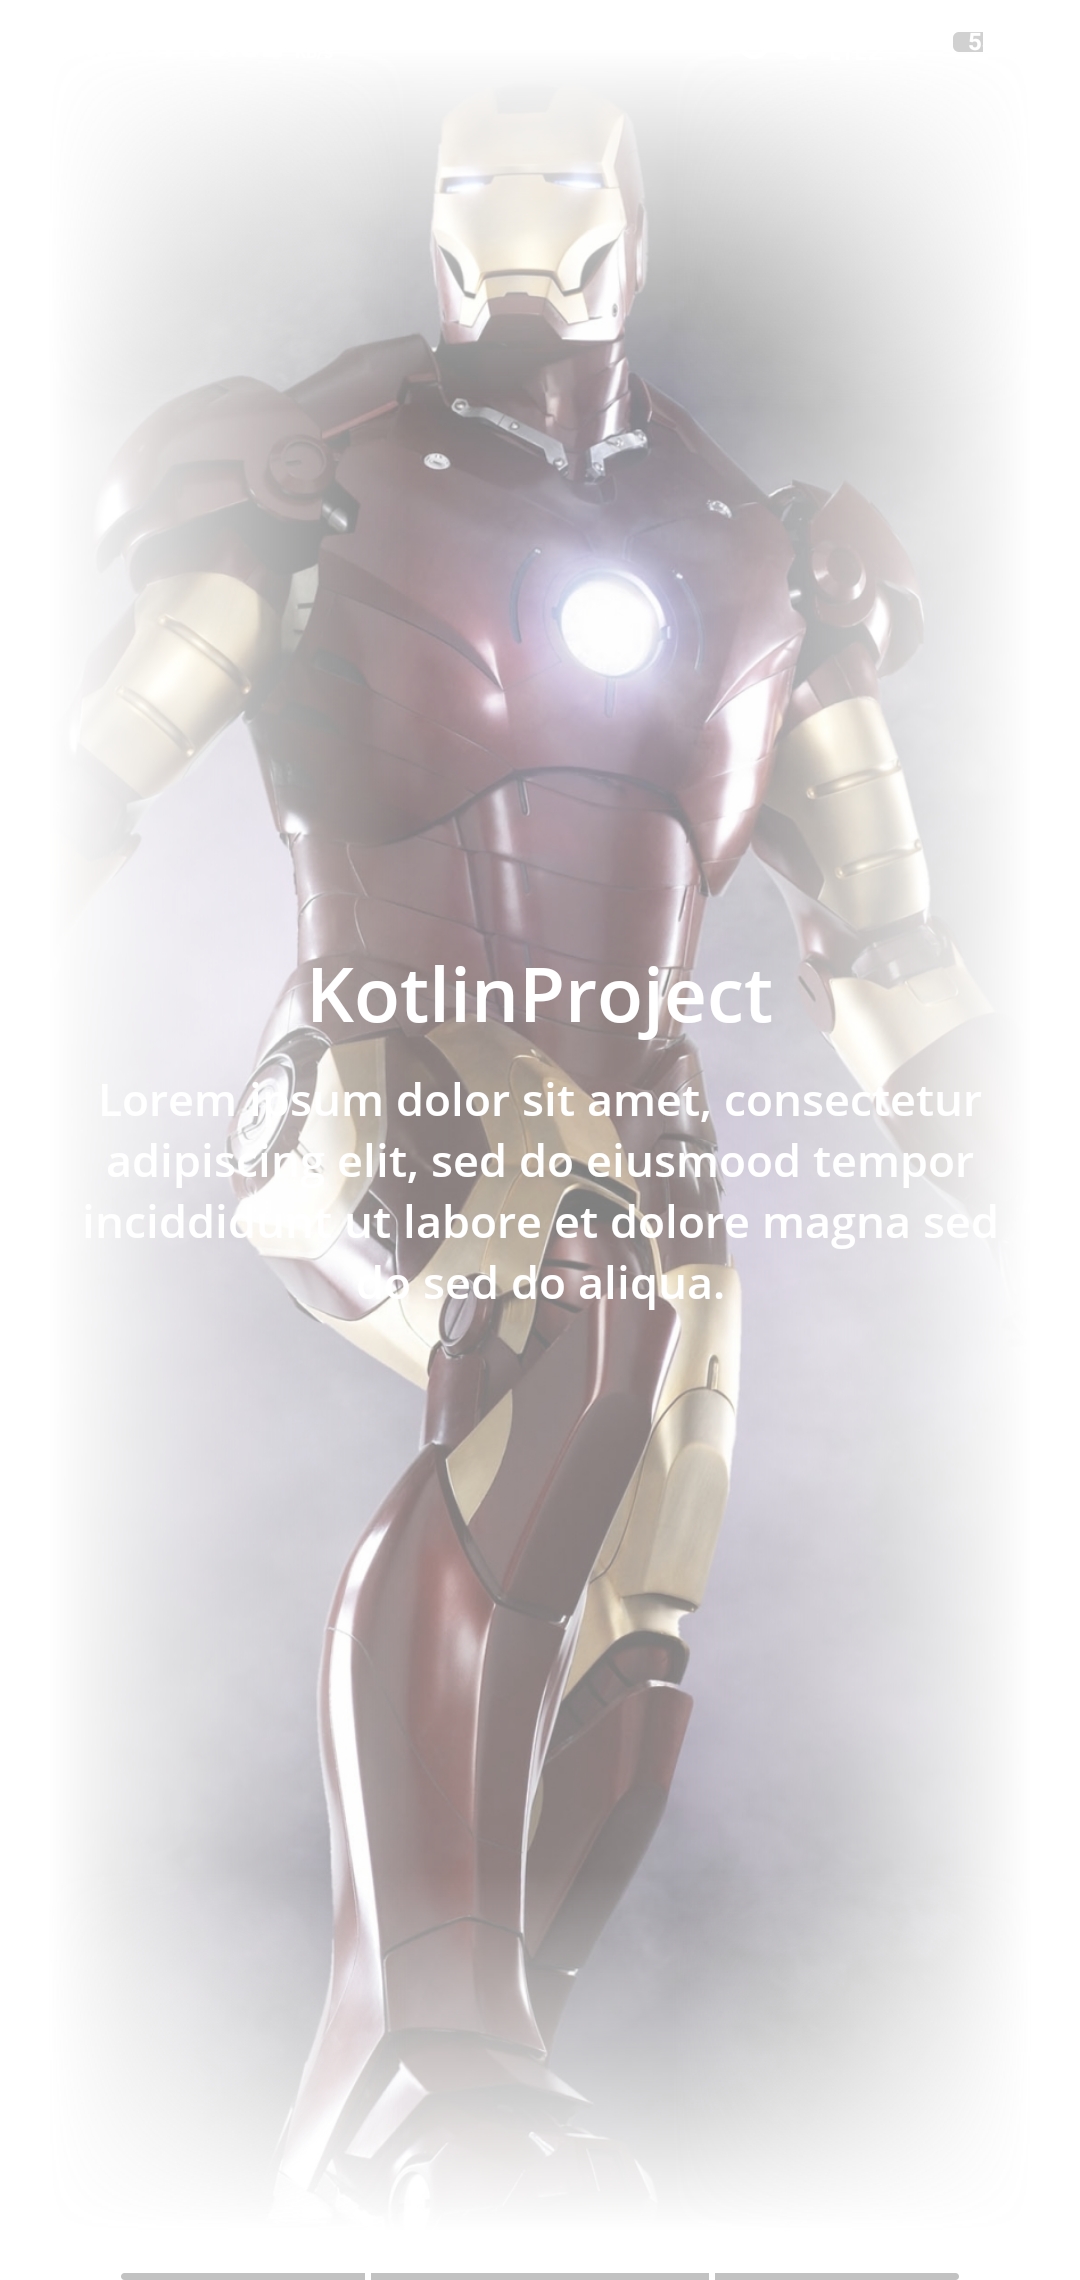 5
KotlinProject
Lorem ipsum dolor sit amet, consectetur
adipiscing elit, sed do eiusmood tempor
inciddidunt ut labore et dolore magna sed
do sed do aliqua.